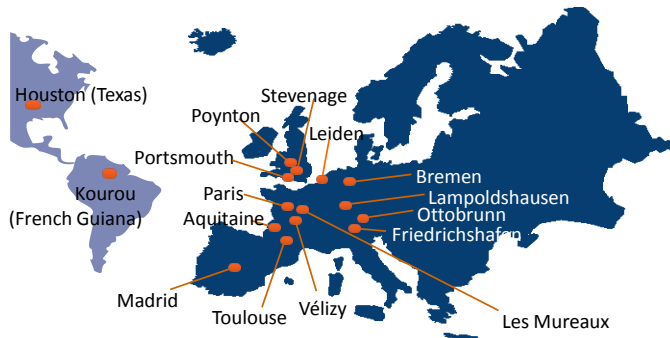 Houston (Texas)
Kourou
(French Guiana)
Stevenage
Poynton
Leiden
Portsmouth
Bremen
Paris
Lampoldshausen
Aquitaine
Ottobrunn
Friedrichshafen
Madrid
Toulouse
Vélizy
Les Mureaux